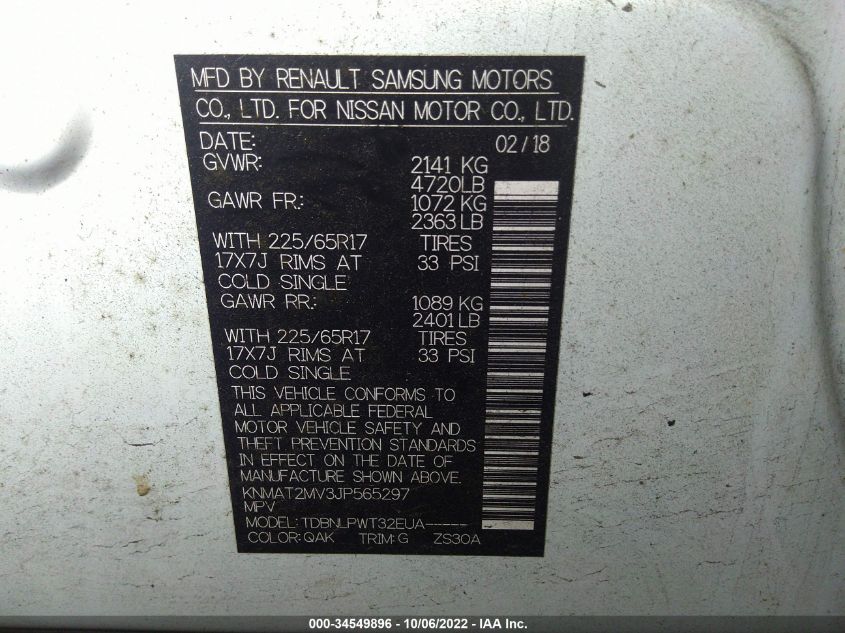 MFD BY RENAULT SAMSUNG MOTORS
CO., LTD. FOR NISSAN MOTOR CO., LTD.
DATE: 02/18
GVWR: 2141 KG
4720LB
GAWR FR.: 1072 KG
2363 LB
WITH 225/65R17 TIRES
17X7J RIMS AT 33 PSI
COLD SINGLE
GAWR RR.: 1089 KG
2401 LB
WITH 225/65R17 TIRES
17X7J RIMS AT 33 PSI
COLD SINGLE
THIS VEHICLE CONFORMS TO
ALL APPLICABLE FEDERAL
MOTOR VEHICLE SAFETY AND
THEFT PREVENTION STANDARDS
IN EFFECT ON THE DATE OF
MANUFACTURE SHOWN ABOVE.
KNMAT2MV3JP565297
MPV
MODEL: TDBNLPWT32EUA-----
COLOR: QAK TRIM: G ZS30A
000-34549896 - 10/06/2022 - IAA Inc.